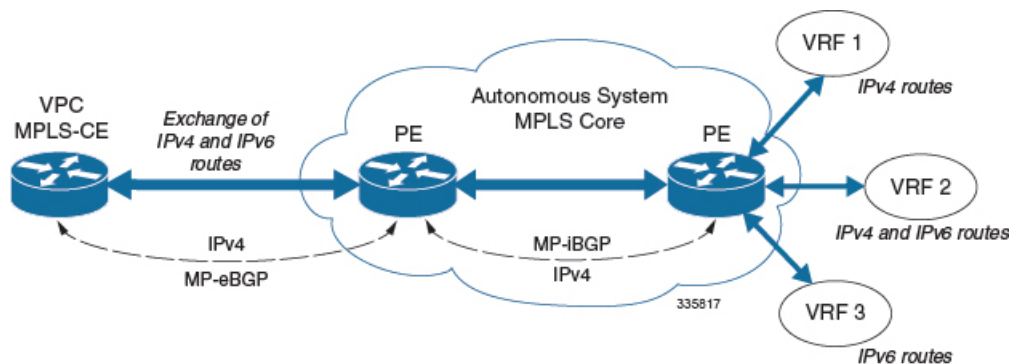 VPC
MPLS-CE
Exchange of
IPv4 and IPv6
routes
PE
Autonomous System
MPLS Core
PE
VRF 1
IPv4 routes
VRF 2
IPv4 and IPv6 routes
VRF 3
IPv6 routes
IPv4
MP-eBGP
MP-iBGP
IPv4
335817